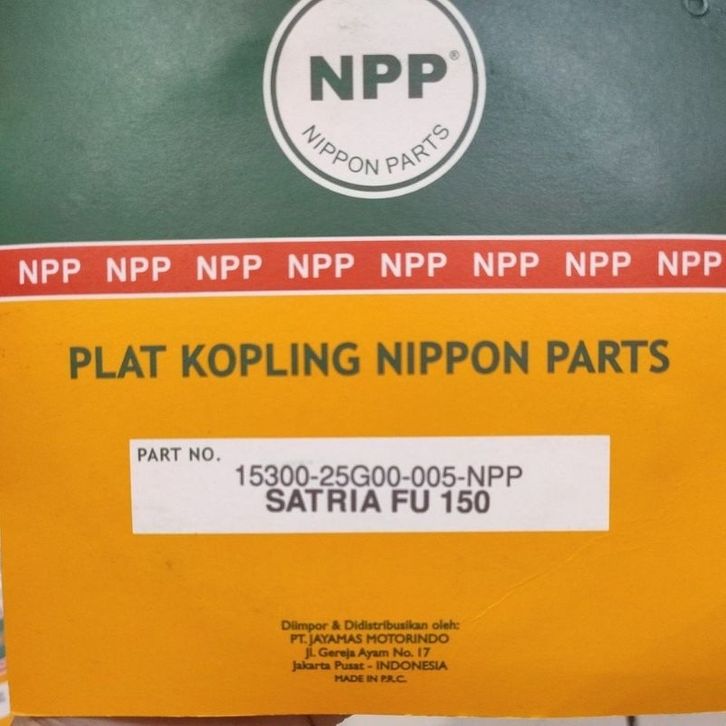 NPP®
NIPPON PARTS
NPP NPP NPP NPP NPP NPP NPP NPP
PLAT KOPLING NIPPON PARTS
PART NO.
15300-25G00-005-NPP
SATRIA FU 150
Diimpor & Didistribusikan oleh:
PT. JAYAMAS MOTORINDO
Jl. Gereja Ayam No. 17
Jakarta Pusat - INDONESIA
MADE IN P.R.C.